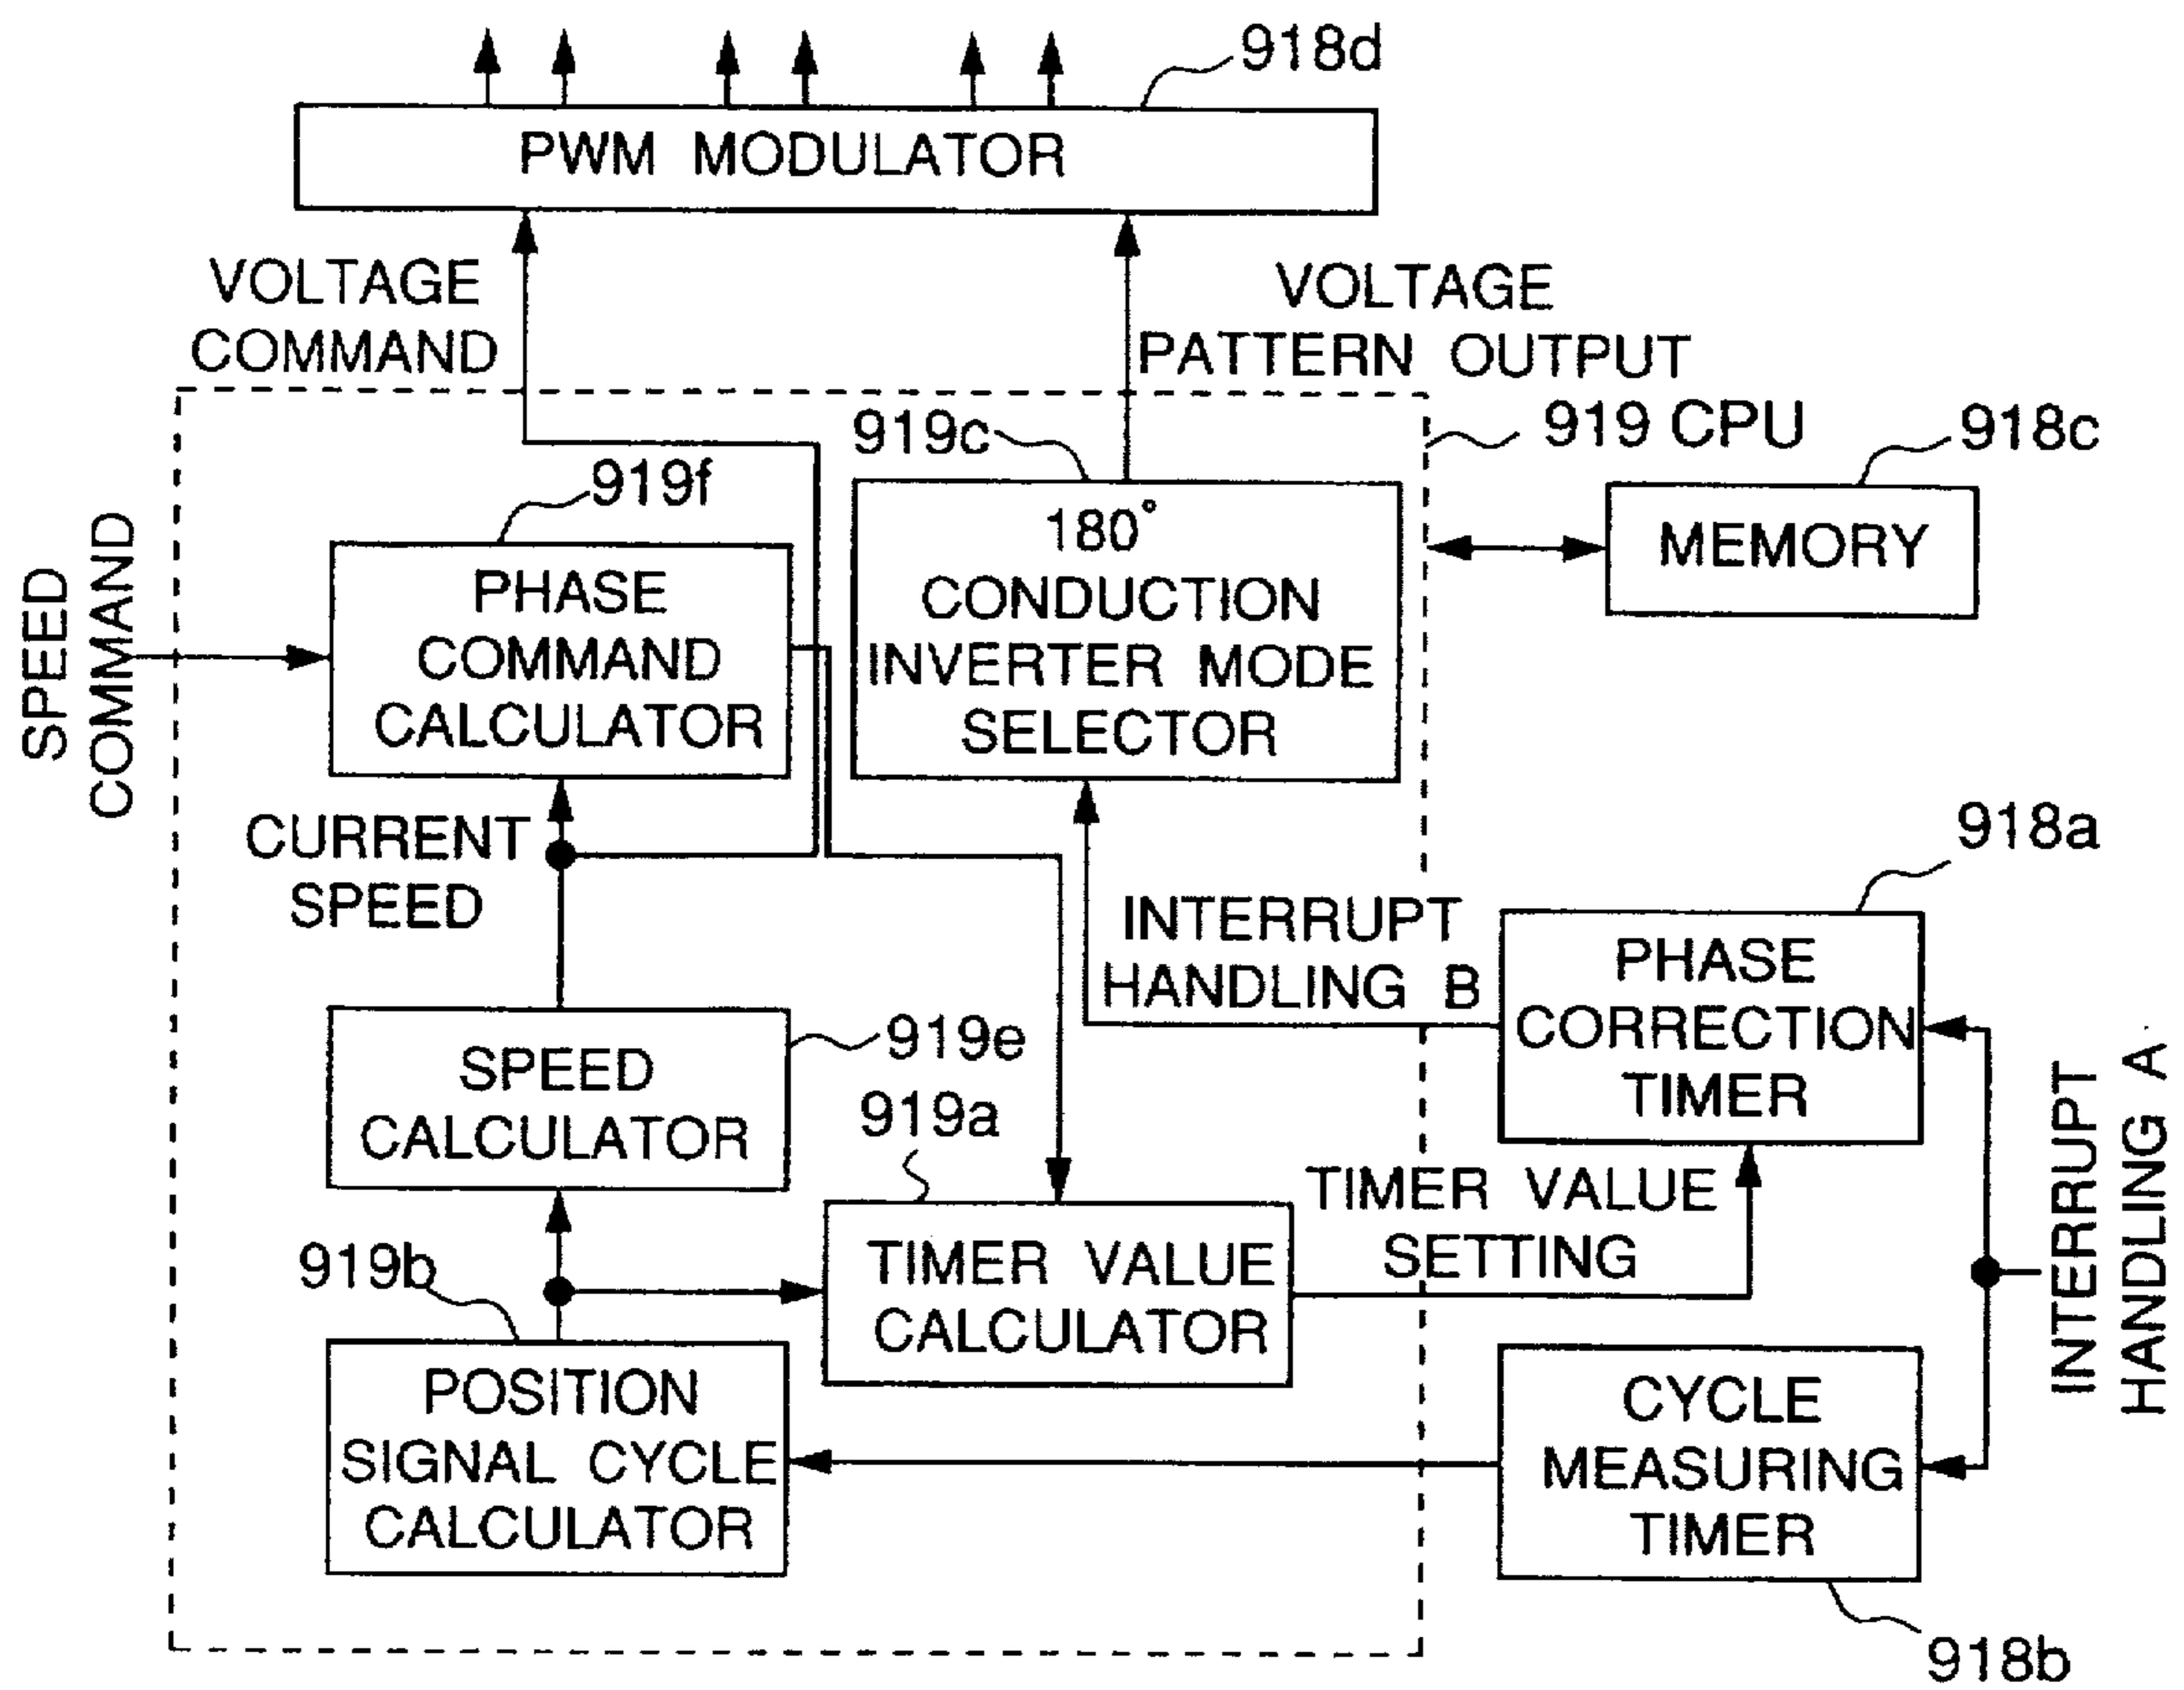 918d
PWM MODULATOR
VOLTAGE
COMMAND
VOLTAGE
PATTERN OUTPUT
919 CPU
918c
919c
919f
MEMORY
180°
CONDUCTION
INVERTER MODE
SELECTOR
PHASE
COMMAND
CALCULATOR
SPEED
COMMAND
CURRENT
SPEED
918a
INTERRUPT
HANDLING B
PHASE
CORRECTION
TIMER
919e
SPEED
CALCULATOR
919a
INTERRUPT
HANDLING A
TIMER VALUE
SETTING
919b
TIMER VALUE
CALCULATOR
POSITION
SIGNAL CYCLE
CALCULATOR
CYCLE
MEASURING
TIMER
918b